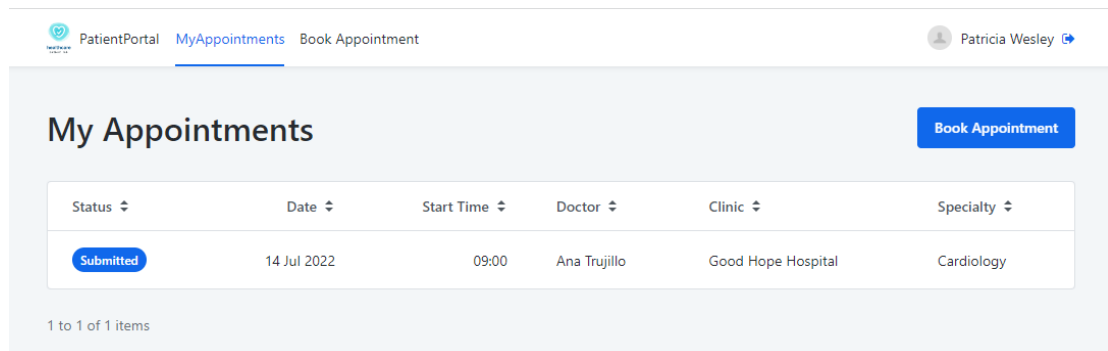 healthcare
PatientPortal MyAppointments Book Appointment Patricia Wesley
My Appointments
Book Appointment
Status Date Start Time Doctor Clinic Specialty
Submitted 14 Jul 2022 09:00 Ana Trujillo Good Hope Hospital Cardiology
1 to 1 of 1 items